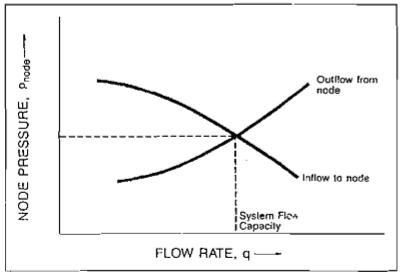 NODE PRESSURE, Pnode
Outflow from
node
Inflow to node
System Flow
Capacity
FLOW RATE, q